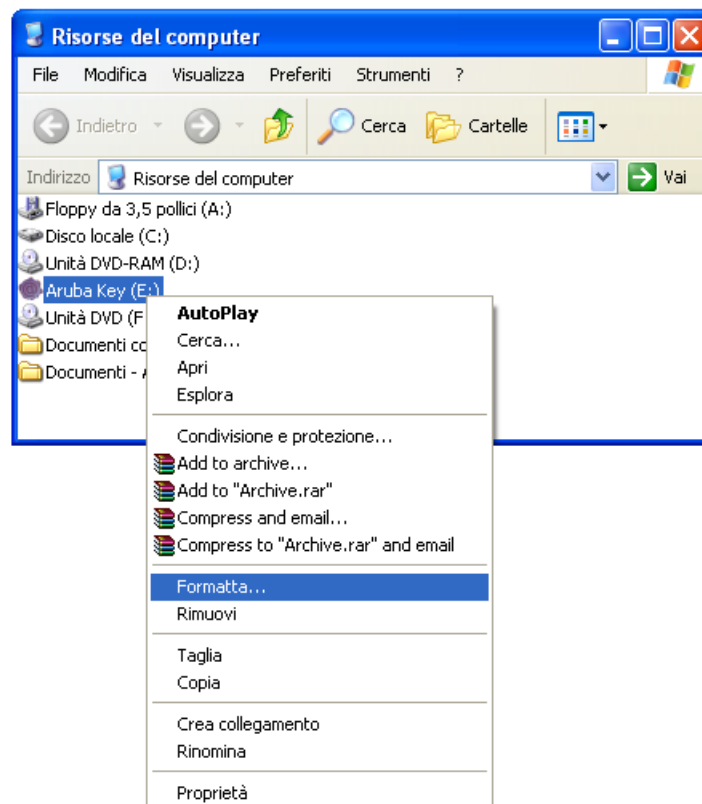 Risorse del computer
File Modifica Visualizza Preferiti Strumenti ?
Indietro Cerca Cartelle
Indirizzo Risorse del computer Vai
Floppy da 3,5 pollici (A:)
Disco locale (C:)
Unità DVD-RAM (D:)
Aruba Key (E:)
Unità DVD (F
Documenti co
Documenti -
AutoPlay
Cerca...
Apri
Esplora
Condivisione e protezione...
Add to archive...
Add to "Archive.rar"
Compress and email...
Compress to "Archive.rar" and email
Formatta...
Rimuovi
Taglia
Copia
Crea collegamento
Rinomina
Proprietà